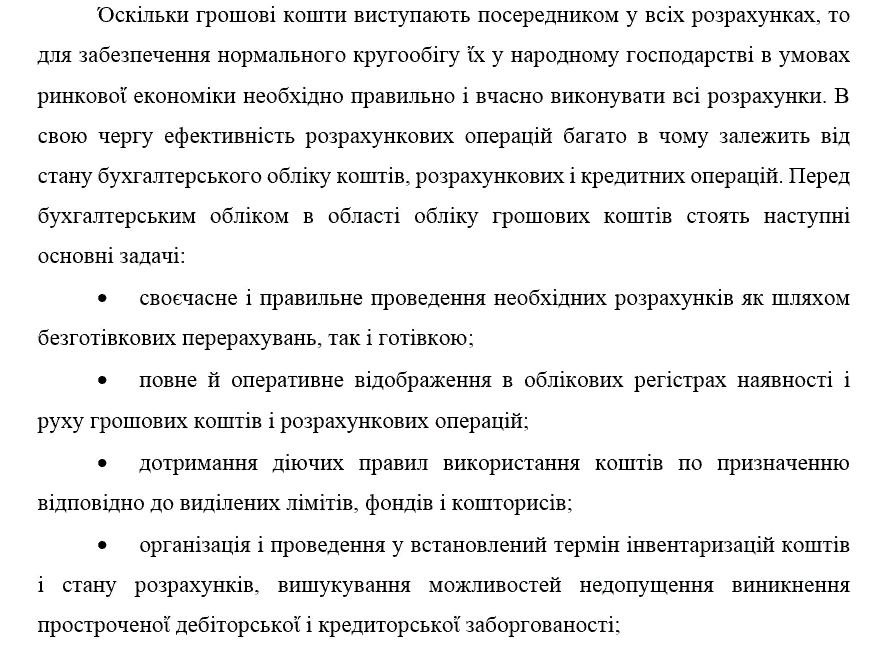 Оскільки грошові кошти виступають посередником у всіх розрахунках, то
для забезпечення нормального кругообігу їх у народному господарстві в умовах
ринкової економіки необхідно правильно і вчасно виконувати всі розрахунки. В
свою чергу ефективність розрахункових операцій багато в чому залежить від
стану бухгалтерського обліку коштів, розрахункових і кредитних операцій. Перед
бухгалтерським обліком в області обліку грошових коштів стоять наступні
основні задачі:
• своєчасне і правильне проведення необхідних розрахунків як шляхом
безготівкових перерахувань, так і готівкою;
• повне й оперативне відображення в облікових регістрах наявності і
руху грошових коштів і розрахункових операцій;
• дотримання діючих правил використання коштів по призначенню
відповідно до виділених лімітів, фондів і кошторисів;
• організація і проведення у встановлений термін інвентаризацій коштів
і стану розрахунків, вишукування можливостей недопущення виникнення
простроченої дебіторської і кредиторської заборгованості;